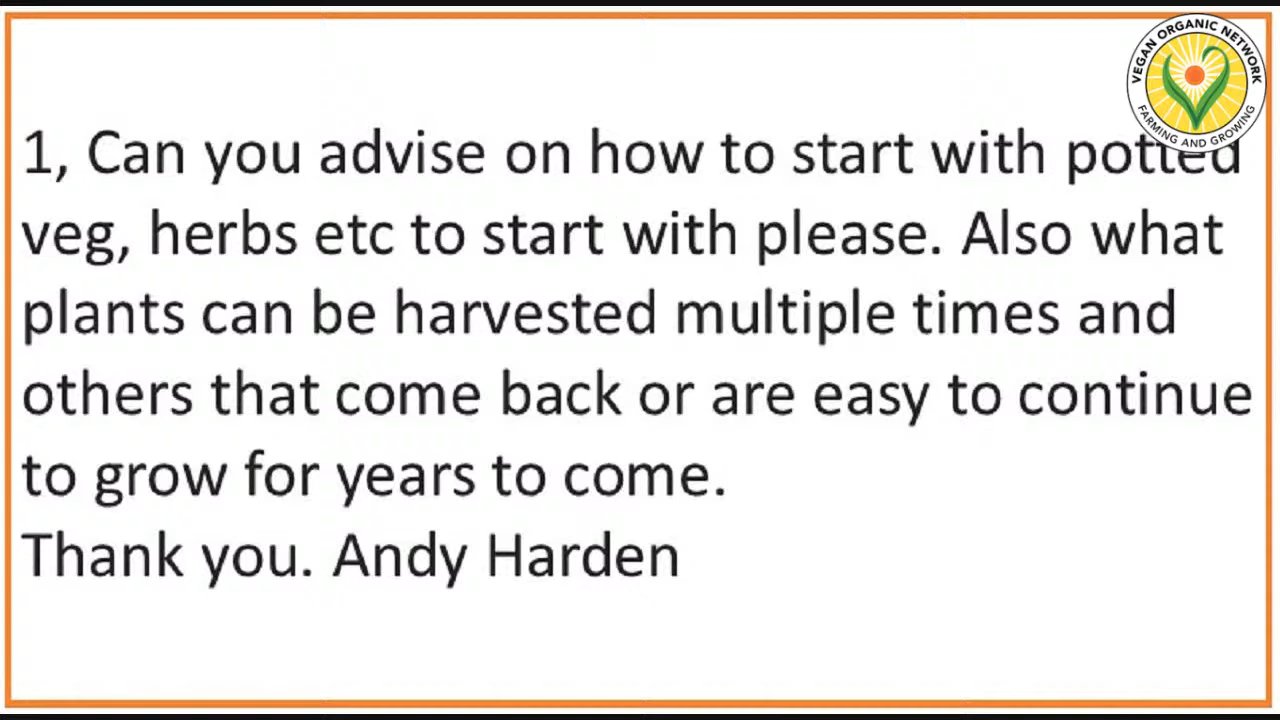 VEGAN ORGANIC NETWORK
FARMING AND GROWING
1, Can you advise on how to start with potted
veg, herbs etc to start with please. Also what
plants can be harvested multiple times and
others that come back or are easy to continue
to grow for years to come.
Thank you. Andy Harden